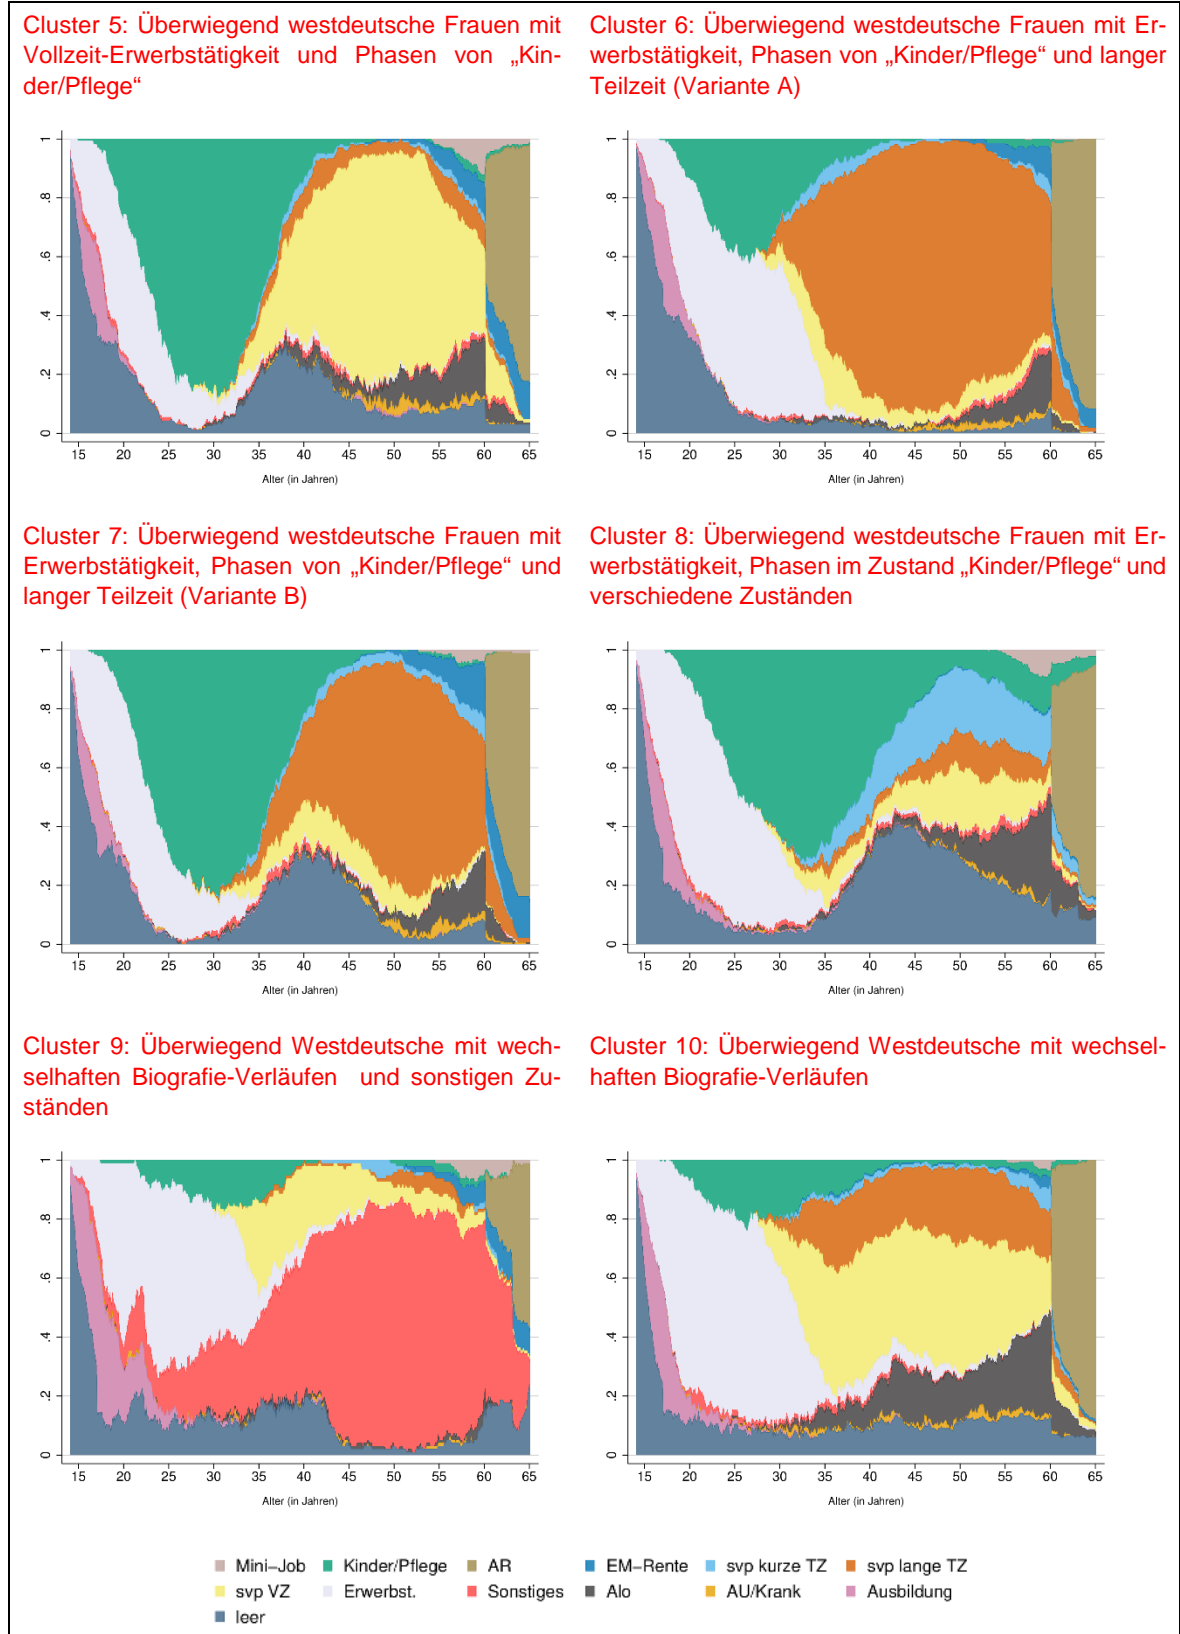 Cluster 5: Überwiegend westdeutsche Frauen mit
Vollzeit-Erwerbstätigkeit und Phasen von „Kin-
der/Pflege“
Cluster 6: Überwiegend westdeutsche Frauen mit Er-
werbstätigkeit, Phasen von „Kinder/Pflege“ und langer
Teilzeit (Variante A)
1
.8
.6
.4
.2
0
15 20 25 30 35 40 45 50 55 60 65
Alter (in Jahren)
1
.8
.6
.4
.2
0
15 20 25 30 35 40 45 50 55 60 65
Alter (in Jahren)
Cluster 7: Überwiegend westdeutsche Frauen mit
Erwerbstätigkeit, Phasen von „Kinder/Pflege“ und
langer Teilzeit (Variante B)
Cluster 8: Überwiegend westdeutsche Frauen mit Er-
werbstätigkeit, Phasen im Zustand „Kinder/Pflege“ und
verschiedene Zuständen
1
.8
.6
.4
.2
0
15 20 25 30 35 40 45 50 55 60 65
Alter (in Jahren)
1
.8
.6
.4
.2
0
15 20 25 30 35 40 45 50 55 60 65
Alter (in Jahren)
Cluster 9: Überwiegend Westdeutsche mit wech-
selhaften Biografie-Verläufen und sonstigen Zu-
ständen
Cluster 10: Überwiegend Westdeutsche mit wechsel-
haften Biografie-Verläufen
1
.8
.6
.4
.2
0
15 20 25 30 35 40 45 50 55 60 65
Alter (in Jahren)
1
.8
.6
.4
.2
0
15 20 25 30 35 40 45 50 55 60 65
Alter (in Jahren)
Mini-Job Kinder/Pflege AR EM-Rente svp kurze TZ svp lange TZ
svp VZ Erwerbst. Sonstiges Alo AU/Krank Ausbildung
leer